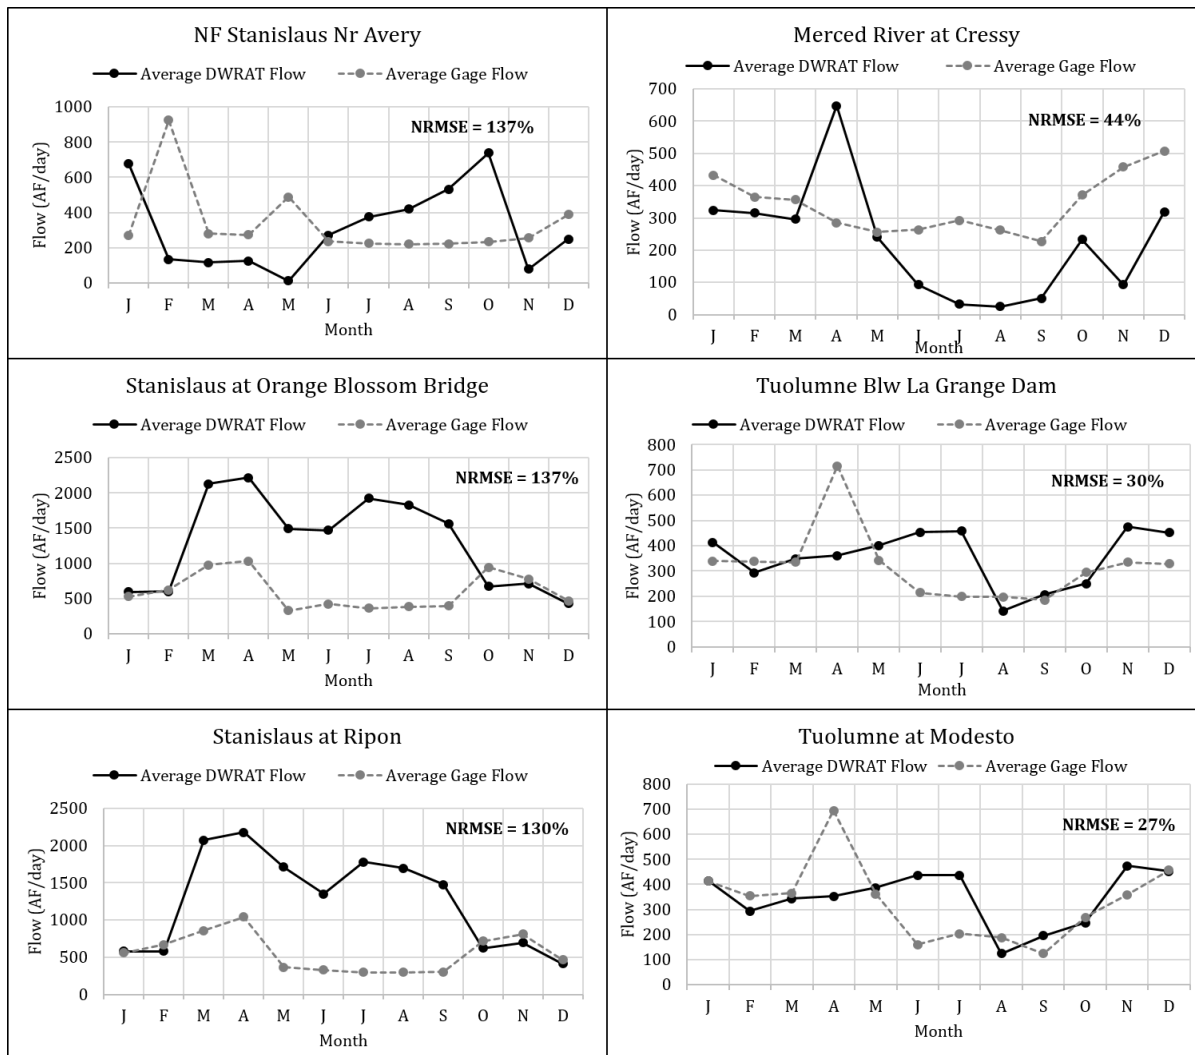 NF Stanislaus Nr Avery
Average DWRAT Flow Average Gage Flow
NRMSE = 137%
Flow (AF/day)
1000
800
600
400
200
0
J F M A M J J A S O N D
Month
Merced River at Cressy
Average DWRAT Flow Average Gage Flow
NRMSE = 44%
Flow (AF/day)
700
600
500
400
300
200
100
0
J F M A M J J A S O N D
Month
Stanislaus at Orange Blossom Bridge
Average DWRAT Flow Average Gage Flow
NRMSE = 137%
Flow (AF/day)
2500
2000
1500
1000
500
0
J F M A M J J A S O N D
Month
Tuolumne Blw La Grange Dam
Average DWRAT Flow Average Gage Flow
NRMSE = 30%
Flow (AF/day)
800
700
600
500
400
300
200
100
0
J F M A M J J A S O N D
Month
Stanislaus at Ripon
Average DWRAT Flow Average Gage Flow
NRMSE = 130%
Flow (AF/day)
2500
2000
1500
1000
500
0
J F M A M J J A S O N D
Month
Tuolumne at Modesto
Average DWRAT Flow Average Gage Flow
NRMSE = 27%
Flow (AF/day)
800
700
600
500
400
300
200
100
0
J F M A M J J A S O N D
Month